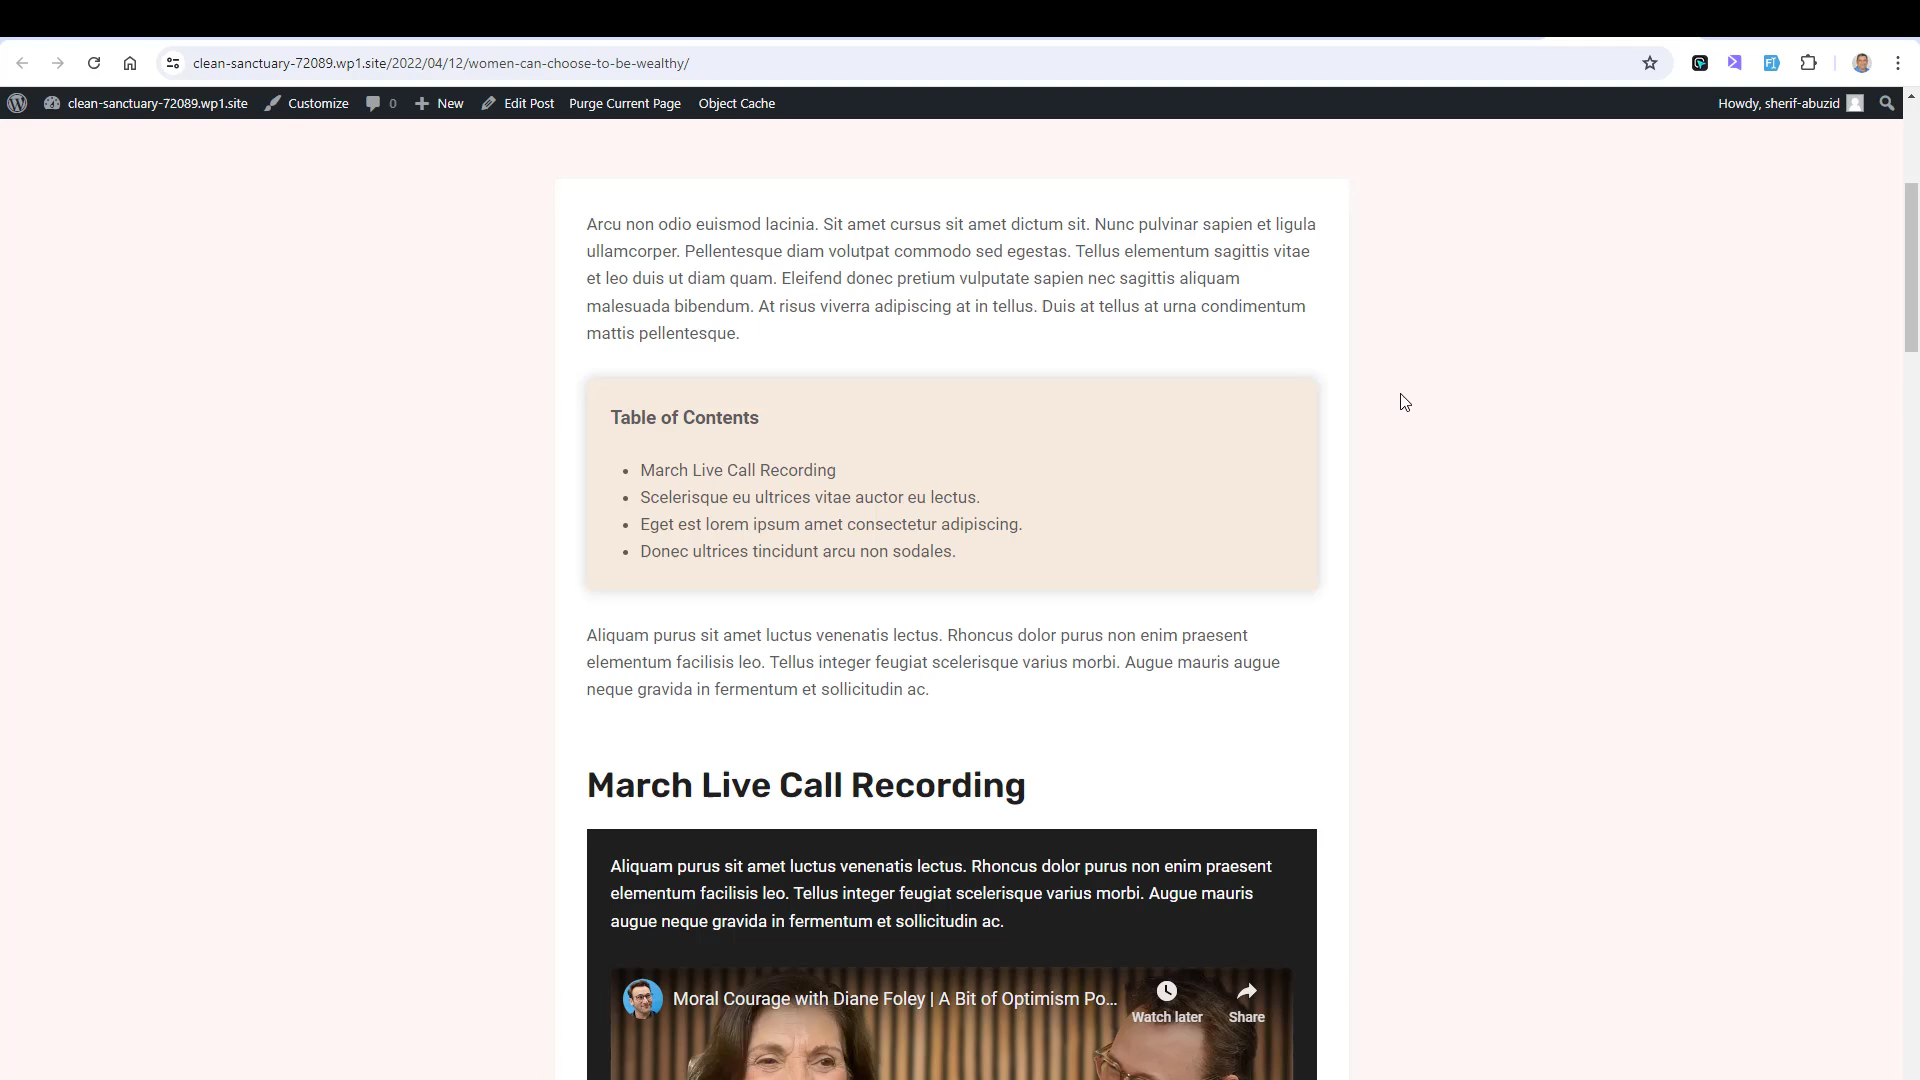 clean-sanctuary-72089.wp1.site/2022/04/12/women-can-choose-to-be-wealthy/
clean-sanctuary-72089.wp1.site Customize 0 New Edit Post Purge Current Page Object Cache Howdy, sherif-abuzid
Arcu non odio euismod lacinia. Sit amet cursus sit amet dictum sit. Nunc pulvinar sapien et ligula
ullamcorper. Pellentesque diam volutpat commodo sed egestas. Tellus elementum sagittis vitae
et leo duis ut diam quam. Eleifend donec pretium vulputate sapien nec sagittis aliquam
malesuada bibendum. At risus viverra adipiscing at in tellus. Duis at tellus at urna condimentum
mattis pellentesque.
Table of Contents
• March Live Call Recording
• Scelerisque eu ultrices vitae auctor eu lectus.
• Eget est lorem ipsum amet consectetur adipiscing.
• Donec ultrices tincidunt arcu non sodales.
Aliquam purus sit amet luctus venenatis lectus. Rhoncus dolor purus non enim praesent
elementum facilisis leo. Tellus integer feugiat scelerisque varius morbi. Augue mauris augue
neque gravida in fermentum et sollicitudin ac.
March Live Call Recording
Aliquam purus sit amet luctus venenatis lectus. Rhoncus dolor purus non enim praesent
elementum facilisis leo. Tellus integer feugiat scelerisque varius morbi. Augue mauris
augue neque gravida in fermentum et sollicitudin ac.
Moral Courage with Diane Foley | A Bit of Optimism Po...
Watch later Share